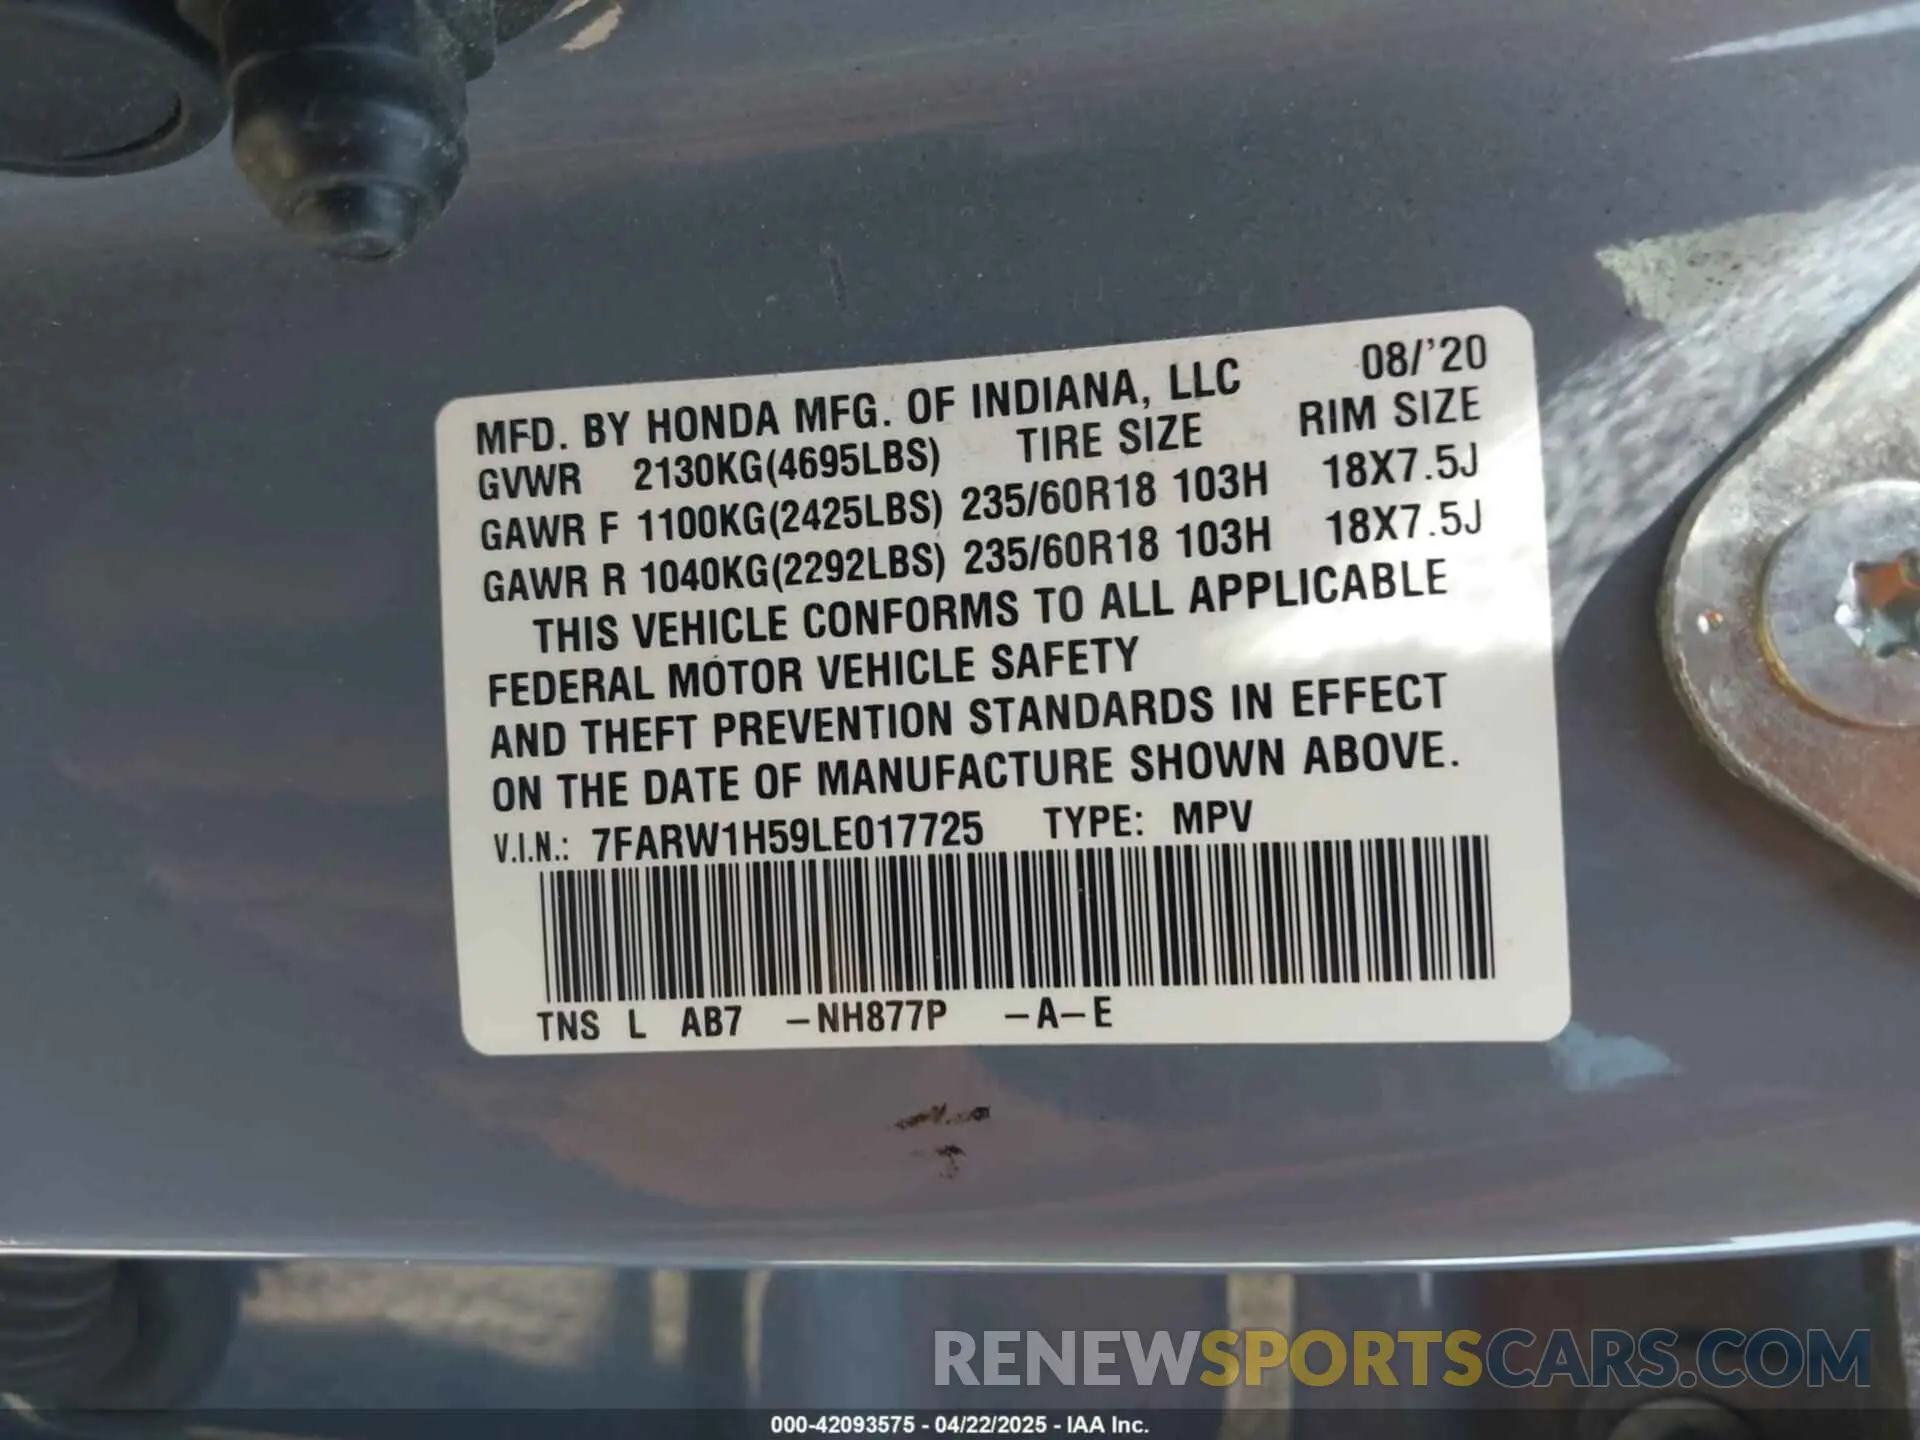 MFD. BY HONDA MFG. OF INDIANA, LLC 08/'20
GVWR 2130KG(4695LBS) TIRE SIZE RIM SIZE
GAWR F 1100KG(2425LBS) 235/60R18 103H 18X7.5J
GAWR R 1040KG(2292LBS) 235/60R18 103H 18X7.5J
THIS VEHICLE CONFORMS TO ALL APPLICABLE
FEDERAL MOTOR VEHICLE SAFETY
AND THEFT PREVENTION STANDARDS IN EFFECT
ON THE DATE OF MANUFACTURE SHOWN ABOVE.
V.I.N.: 7FARW1H59LE017725 TYPE: MPV
TNS L AB7 -NH877P -A-E
RENEWSPORTSCARS.COM
000-42093575 - 04/22/2025 - IAA Inc.